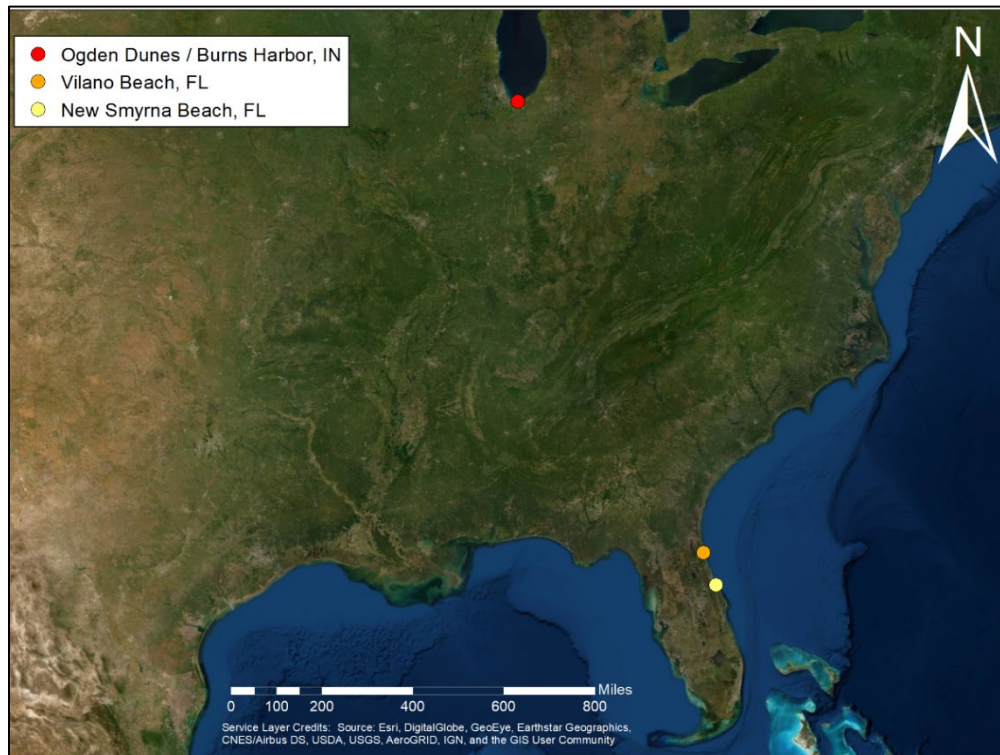 Ogden Dunes / Burns Harbor, IN
Vilano Beach, FL
New Smyrna Beach, FL
N
0 100 200 400 600 800 Miles
Service Layer Credits: Source: Esri, DigitalGlobe, GeoEye, Earthstar Geographics,
CNES/Airbus DS, USDA, USGS, AeroGRID, IGN, and the GIS User Community